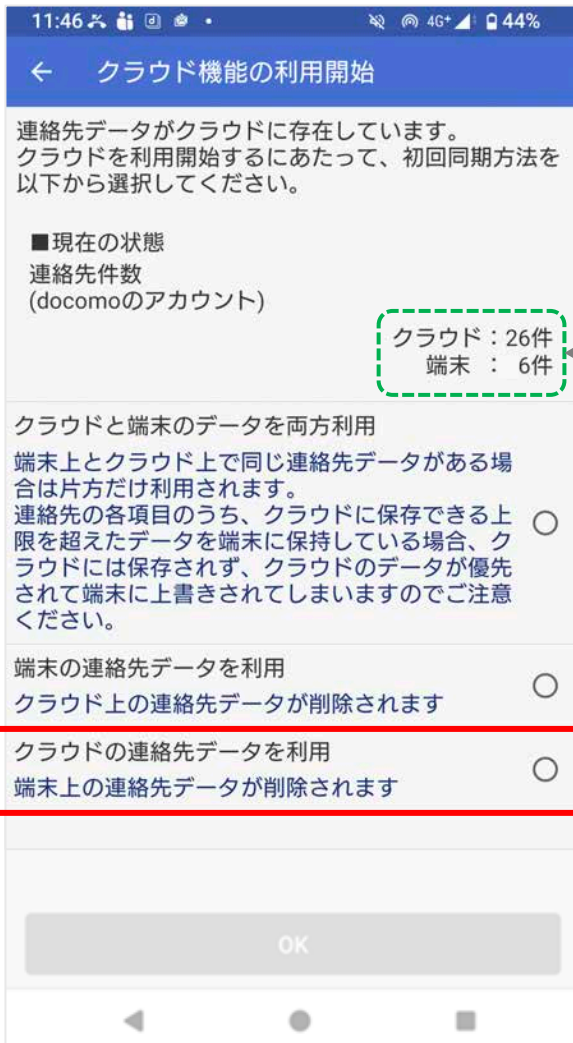 11:46 4G+ 44%
クラウド機能の利用開始
連絡先データがクラウドに存在しています。
クラウドを利用開始するにあたって、初回同期方法を
以下から選択してください。
■現在の状態
連絡先件数
(docomoのアカウント)
クラウド：26件
端末 ： 6件
クラウドと端末のデータを両方利用
端末上とクラウド上で同じ連絡先データがある場
合は片方だけ利用されます。
連絡先の各項目のうち、クラウドに保存できる上
限を超えたデータを端末に保持している場合、ク
ラウドには保存されず、クラウドのデータが優先
されて端末に上書きされてしまいますのでご注意
ください。
端末の連絡先データを利用
クラウド上の連絡先データが削除されます
クラウドの連絡先データを利用
端末上の連絡先データが削除されます
OK